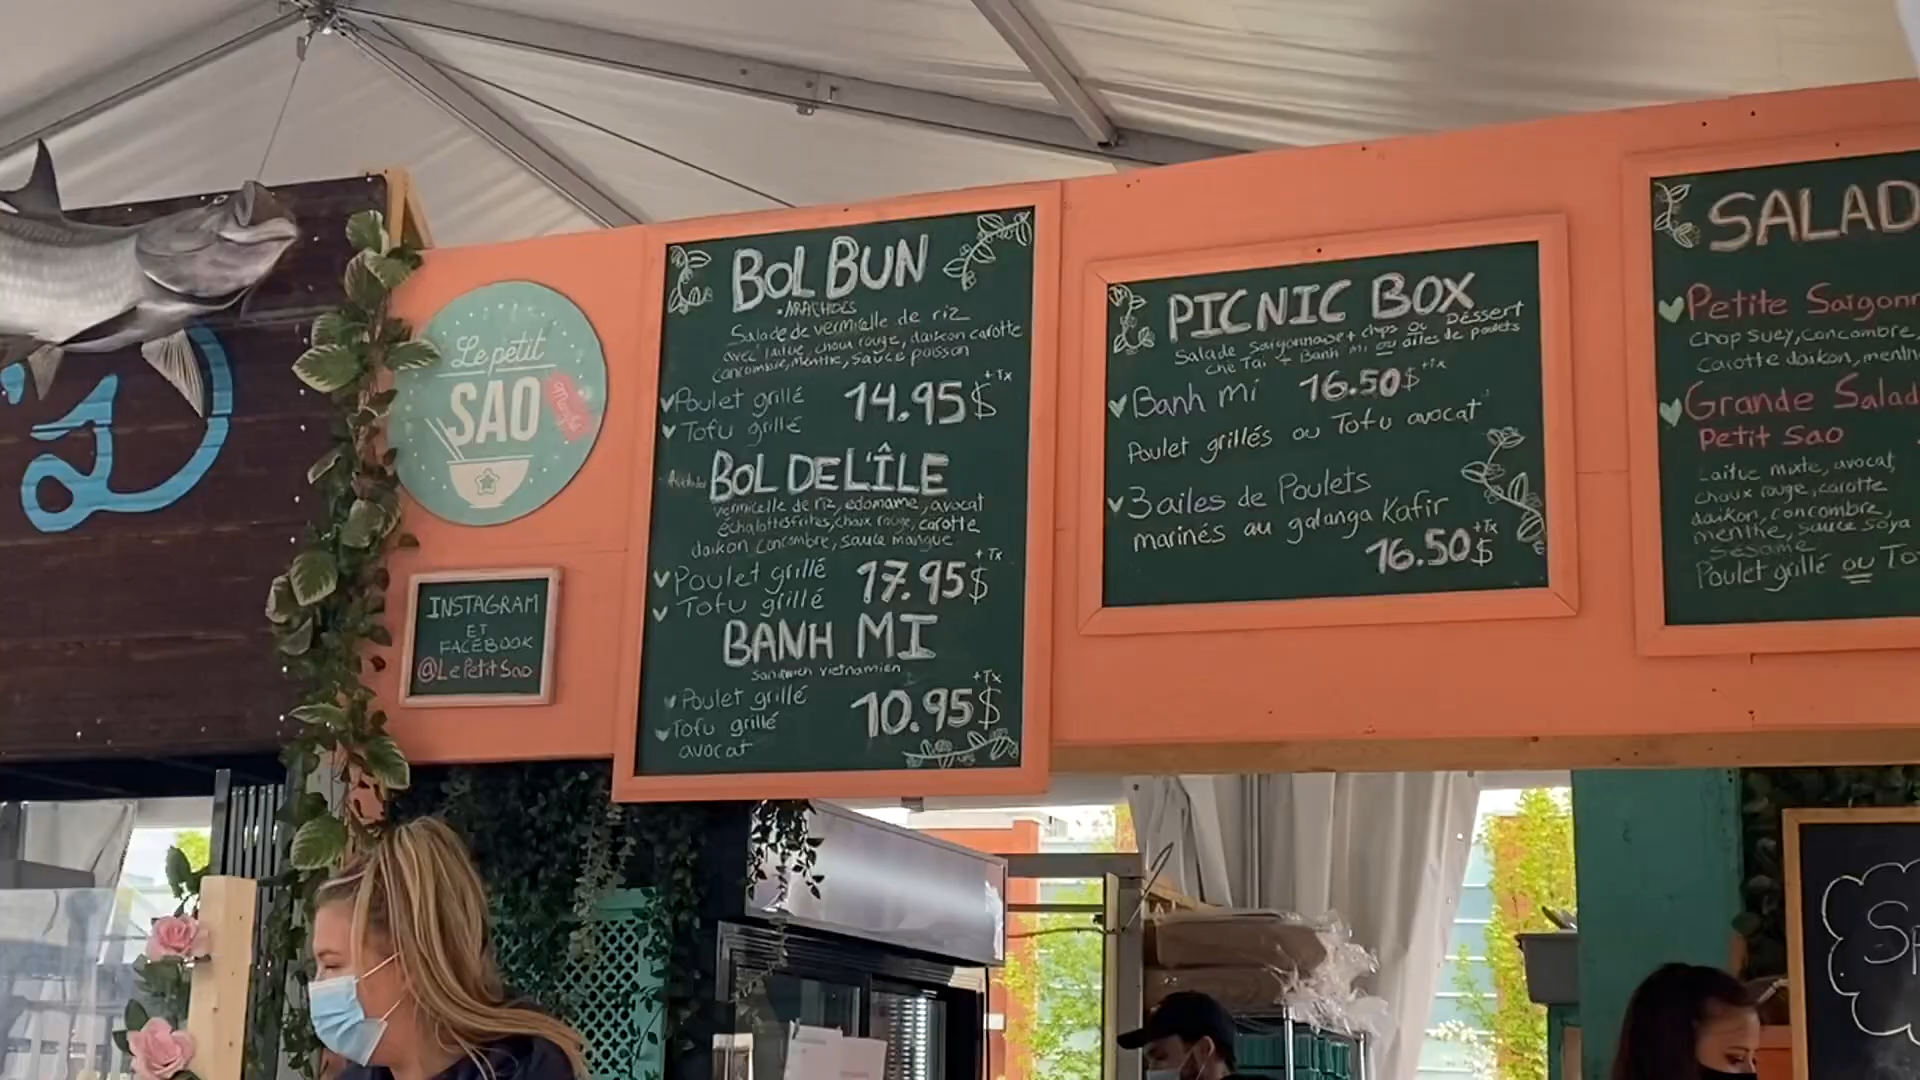 Le petit
SAO
INSTAGRAM
ET
FACEBOOK
@LePetitSao
BOL BUN
•ARACHIDES
Salade de vermicelle de riz
avec laitue, choux rouge, daikon carotte
concombre, menthe, sauce poisson
Poulet grillé
Tofu grillé
14.95$ +Tx
BOL DE L'ÎLE
vermicelle de riz, edamame, avocat
échalottes frites, choux rouge, carotte
daikon concombre, sauce mangue
Poulet grillé
Tofu grillé
17.95$ +Tx
BANH MI
Sandwich vietnamien
Poulet grillé
Tofu grillé
avocat
10.95$ +Tx
PICNIC BOX
Salade saigonnaise + chips ou Dessert
Che Tai + Banh mi ou ailes de poulets
Banh mi 16.50$ +Tx
Poulet grillés ou Tofu avocat
3 ailes de Poulets
marinés au galanga Kafir
16.50$ +Tx
SALAD
Petite Saigonn
Chop suey, Concombre,
Carotte daikon, menth
Grande Salad
Petit Sao
Laitue mixte, avocat,
choux rouge, carotte
daikon, concombre,
menthe, sauce soya
sésame
Poulet grillé ou To
Sp